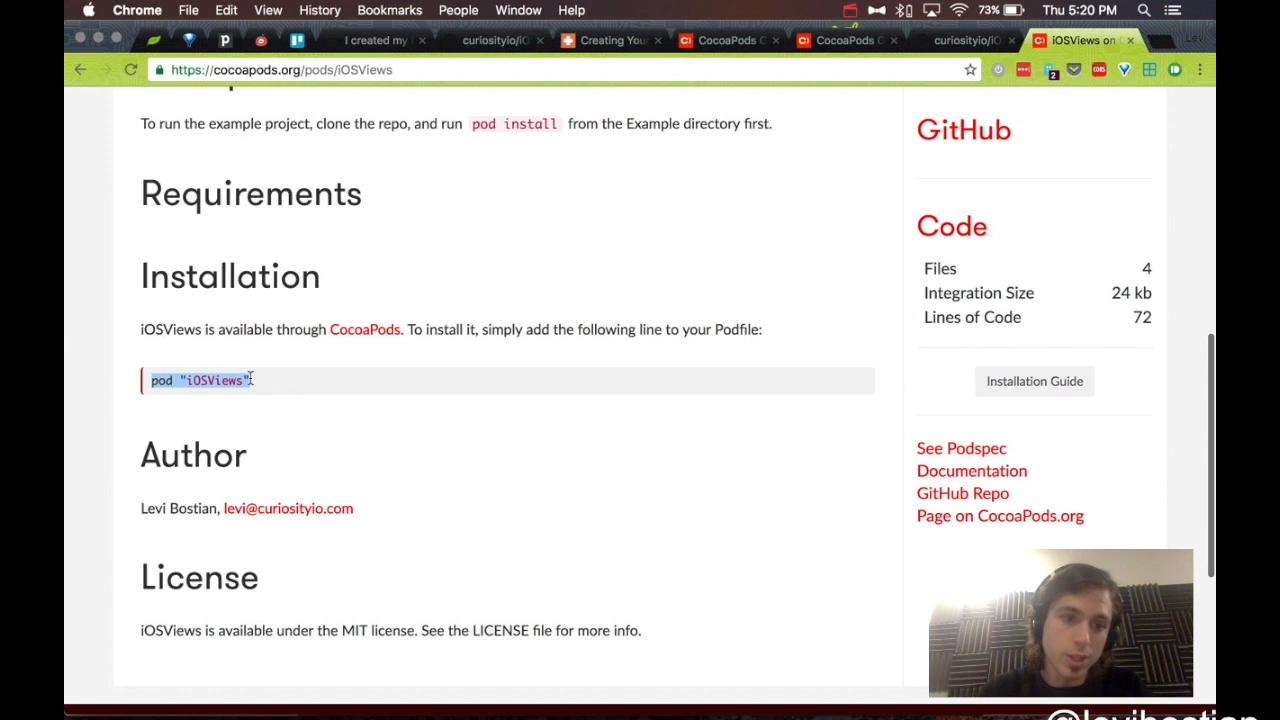 Chrome File Edit View History Bookmarks People Window Help 73% Thu 5:20 PM
I created my curiosityio/iO Creating You CocoaPods CocoaPods curiosityio/iO iOSViews on
https://cocoapods.org/pods/iOSViews
To run the example project, clone the repo, and run pod install from the Example directory first.
Requirements
Installation
iOSViews is available through CocoaPods. To install it, simply add the following line to your Podfile:
pod "iOSViews"
Author
Levi Bostian, levi@curiosityio.com
License
iOSViews is available under the MIT license. See the LICENSE file for more info.
GitHub
Code
Files 4
Integration Size 24 kb
Lines of Code 72
Installation Guide
See Podspec
Documentation
GitHub Repo
Page on CocoaPods.org